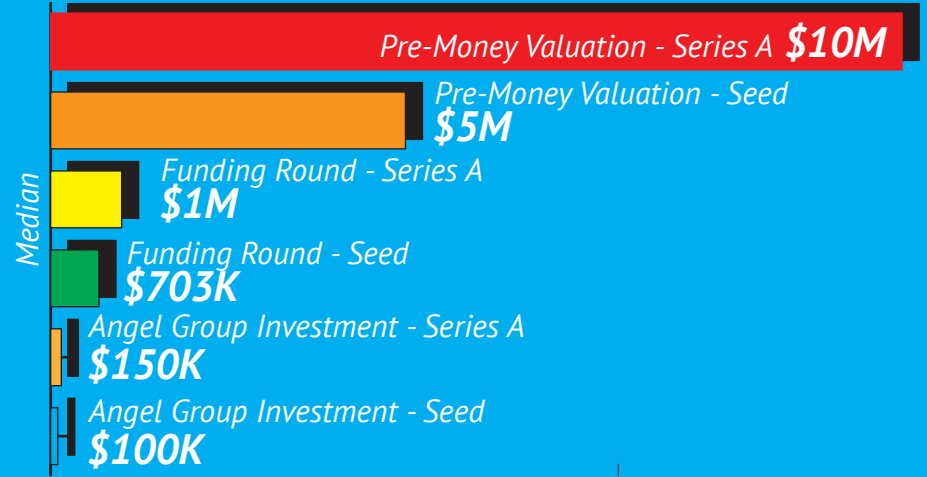 Pre-Money Valuation - Series A $10M
Pre-Money Valuation - Seed
$5M
Funding Round - Series A
$1M
Median
Funding Round - Seed
$703K
Angel Group Investment - Series A
$150K
Angel Group Investment - Seed
$100K